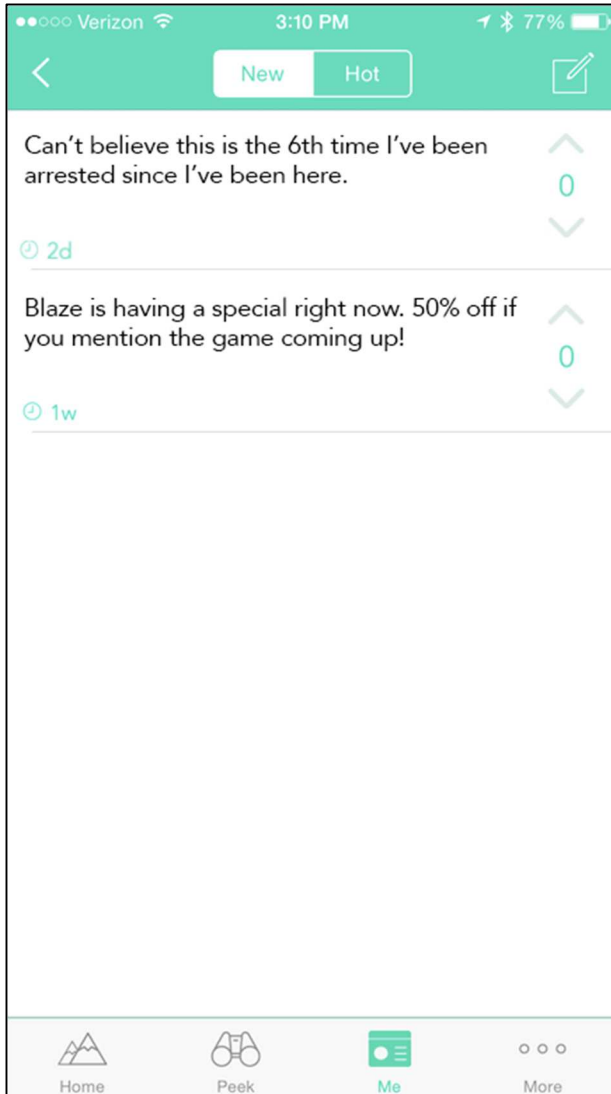 Verizon 3:10 PM 77%
New Hot
Can't believe this is the 6th time I've been
arrested since I've been here.
0
2d
Blaze is having a special right now. 50% off if
you mention the game coming up!
0
1w
Home Peek Me More